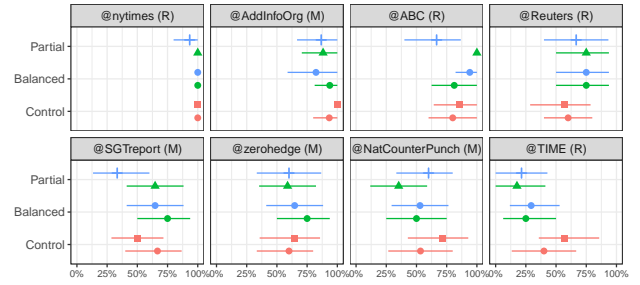 @nytimes (R) @AddInfoOrg (M) @ABC (R) @Reuters (R)
Partial
Balanced
Control
@SGTreport (M) @zerohedge (M) @NatCounterPunch (M) @TIME (R)
Partial
Balanced
Control
0% 25% 50% 75% 100% 0% 25% 50% 75% 100% 0% 25% 50% 75% 100% 0% 25% 50% 75% 100%